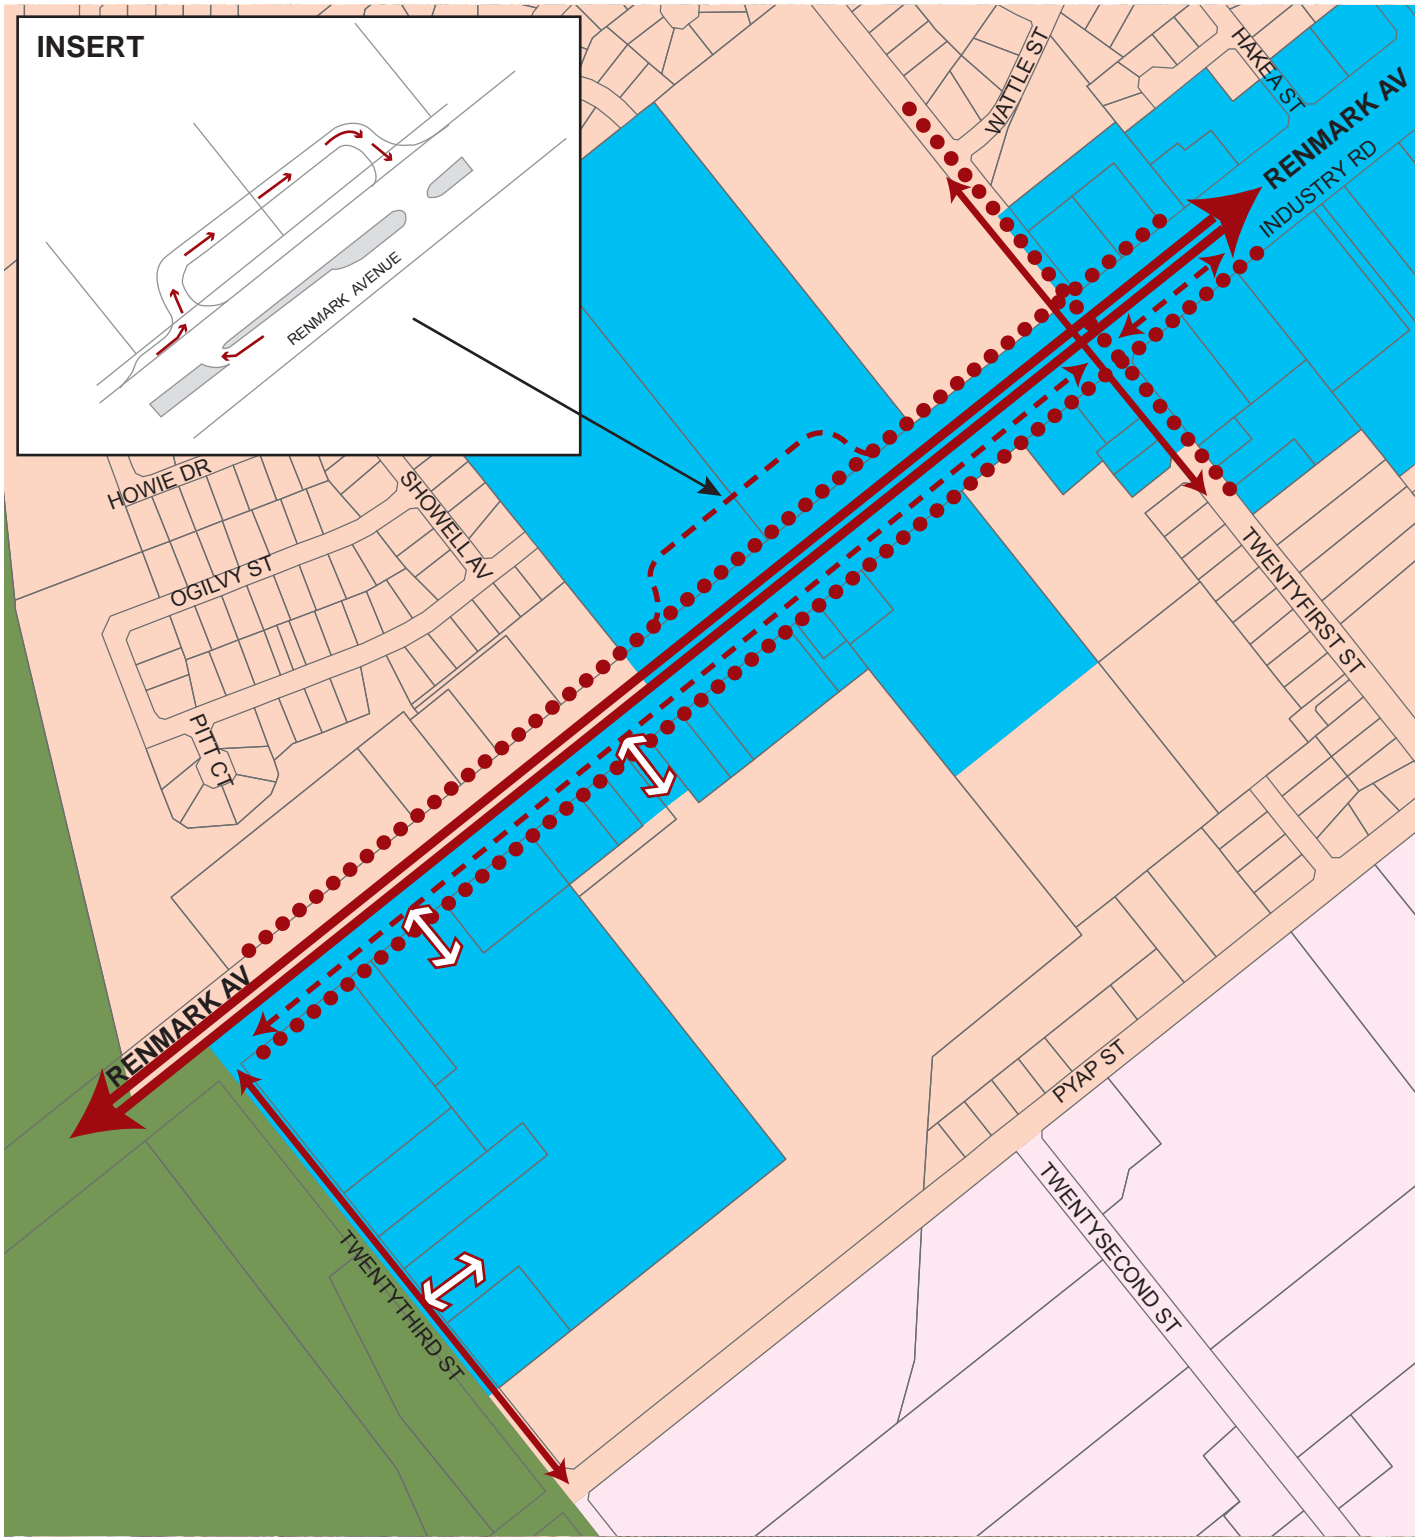 INSERT
RENMARK AVENUE
WATTLE ST
HAKEA ST
RENMARK AV
INDUSTRY RD
HOWIE DR
SHOWELL AV
OGILVY ST
PITT CT
TWENTYFIRST ST
RENMARK AV
PYAP ST
TWENTYSECOND ST
TWENTYTHIRD ST